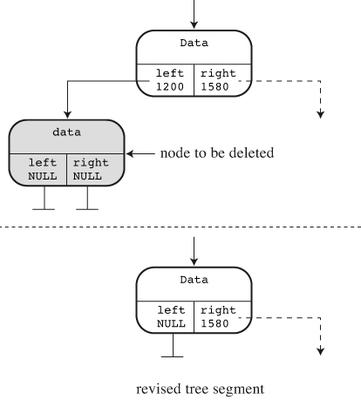 Data
left right
1200 1580
data
left right
NULL NULL
node to be deleted
Data
left right
NULL 1580
revised tree segment